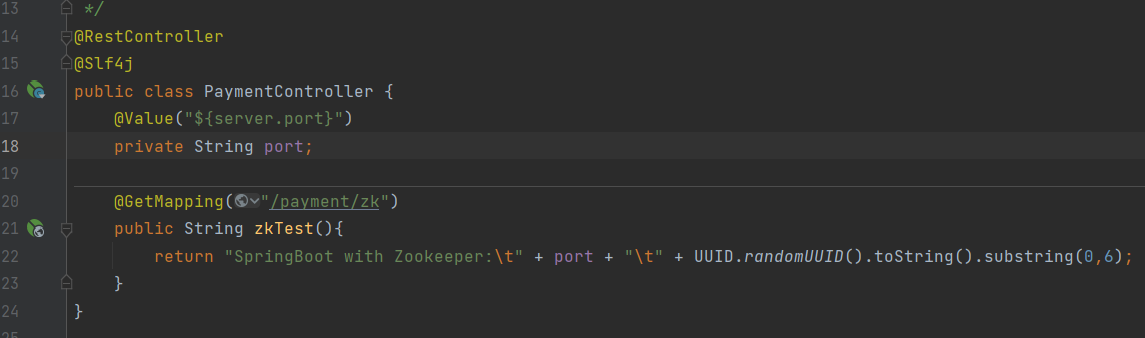 13 */
14 @RestController
15 @Slf4j
16 public class PaymentController {
17 @Value("${server.port}")
18 private String port;
19
20 @GetMapping("/payment/zk")
21 public String zkTest(){
22 return "SpringBoot with Zookeeper:\t" + port + "\t" + UUID.randomUUID().toString().substring(0,6);
23 }
24 }
25